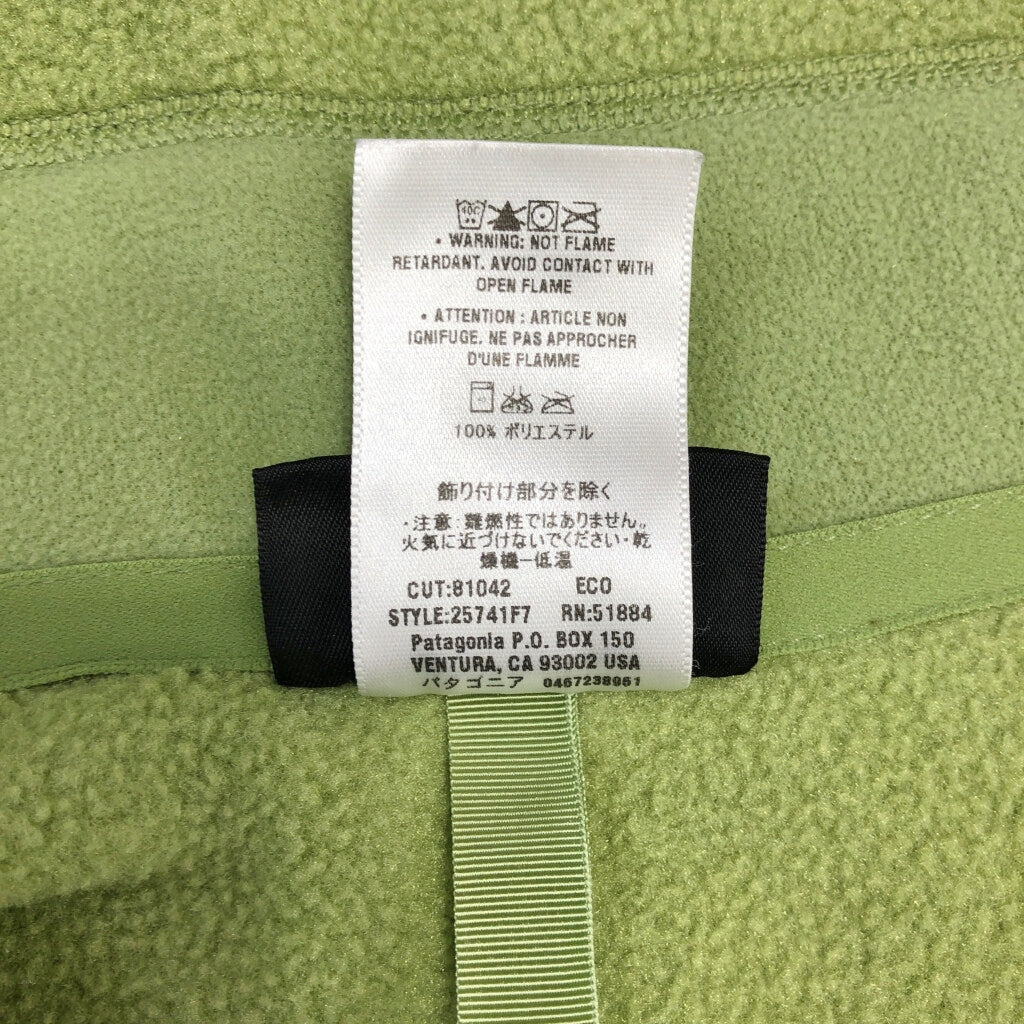 40C
• WARNING: NOT FLAME
RETARDANT. AVOID CONTACT WITH
OPEN FLAME
• ATTENTION : ARTICLE NON
IGNIFUGE. NE PAS APPROCHER
D'UNE FLAMME
100% ポリエステル
飾り付け部分を除く
・注意:難燃性ではありません。
火気に近づけないでください・乾
燥機ー低温
CUT:81042 ECO
STYLE:25741F7 RN:51884
Patagonia P.O. BOX 150
VENTURA, CA 93002 USA
パタゴニア 0467238961